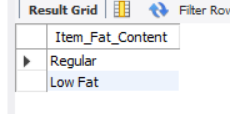 Result Grid Filter Row
Item_Fat_Content
Regular
Low Fat